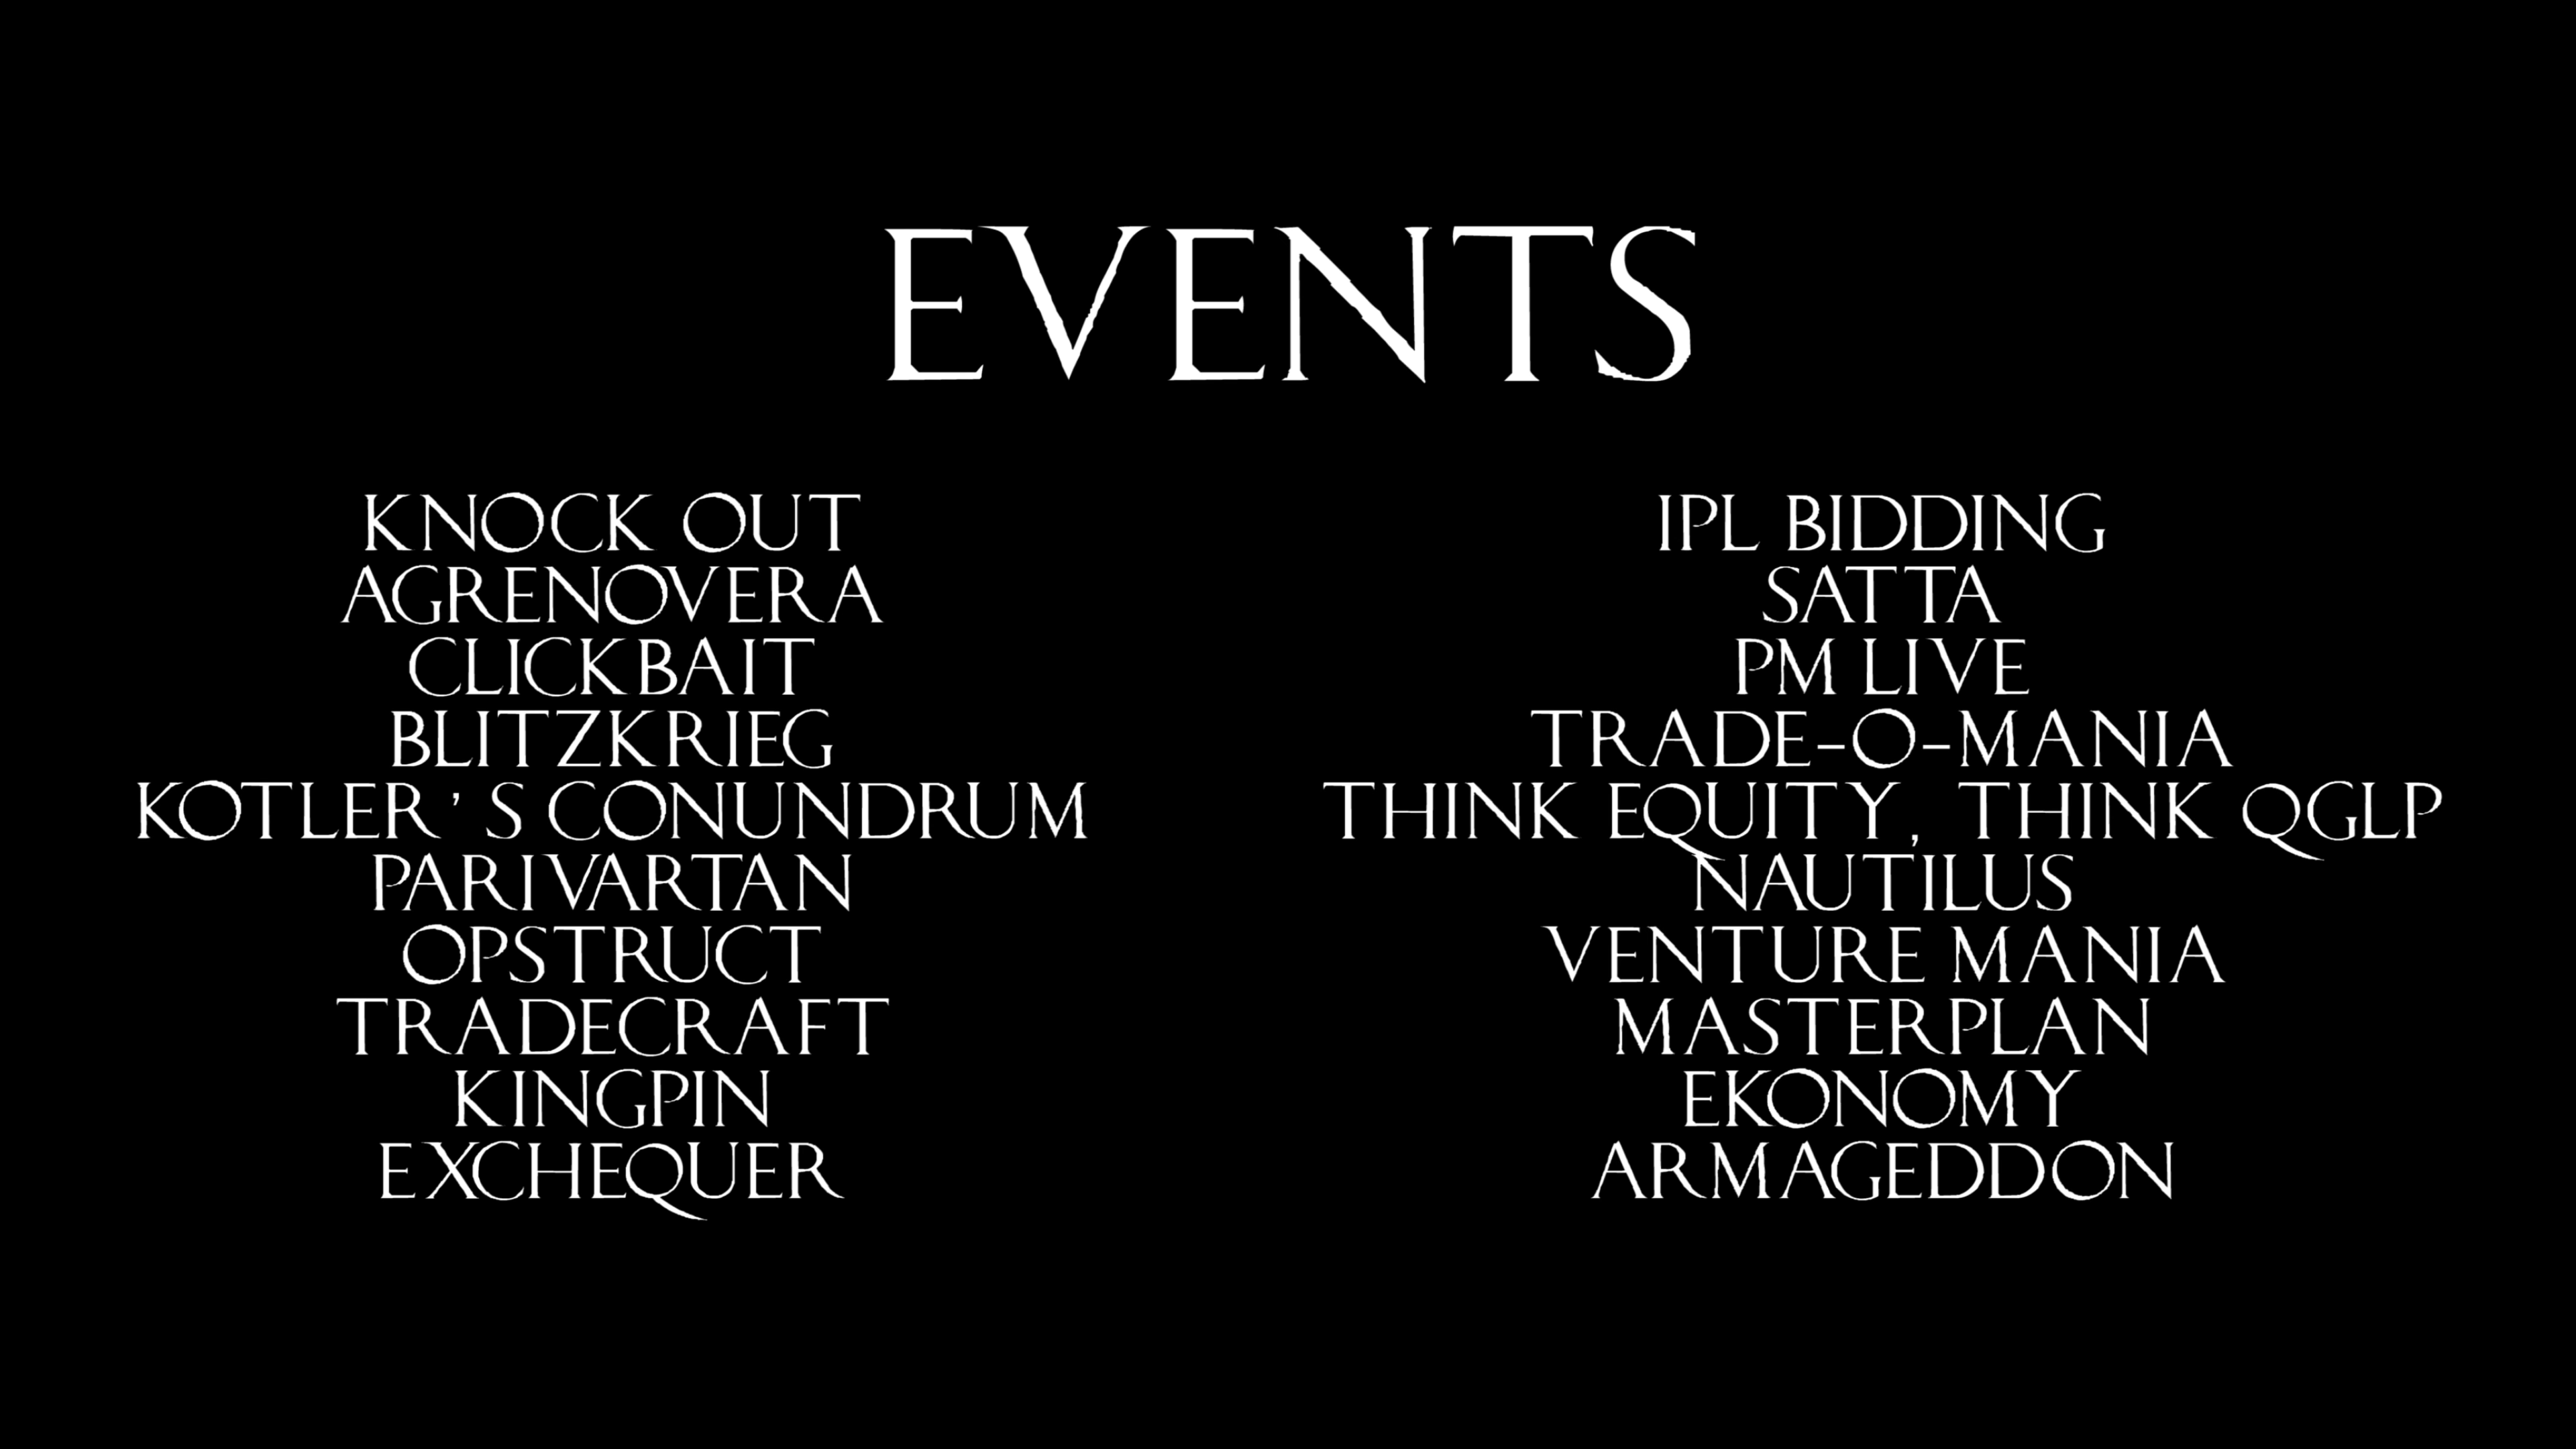 EVENTS
KNOCK OUT
AGRENOVERA
CLICKBAIT
BLITZKRIEG
KOTLER'S CONUNDRUM
PARIVARTAN
OPSTRUCT
TRADECRAFT
KINGPIN
EXCHEQUER
IPL BIDDING
SATTA
PM LIVE
TRADE-O-MANIA
THINK EQUITY, THINK QGLP
NAUTILUS
VENTURE MANIA
MASTERPLAN
EKONOMY
ARMAGEDDON